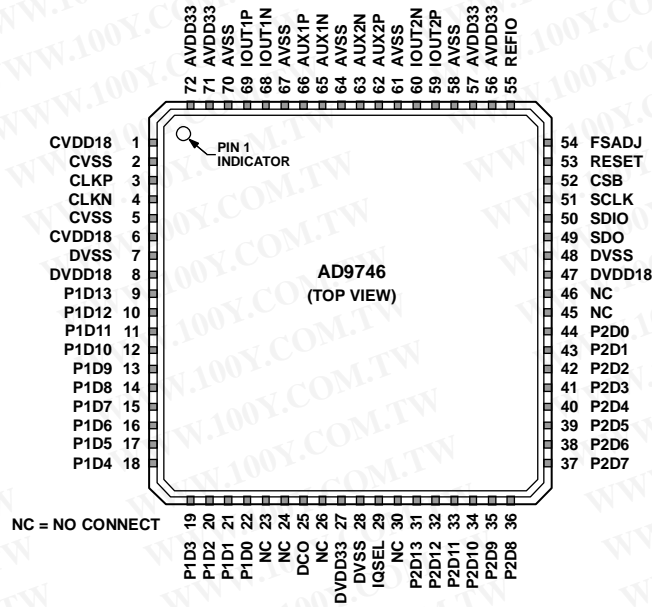 72 AVDD33
71 AVDD33
70 AVSS
69 IOUT1P
68 IOUT1N
67 AVSS
66 AUX1P
65 AUX1N
64 AVSS
63 AUX2N
62 AUX2P
61 AVSS
60 IOUT2N
59 IOUT2P
58 AVSS
57 AVDD33
56 AVDD33
55 REFIO
CVDD18 1
CVSS 2
CLKP 3
CLKN 4
CVSS 5
CVDD18 6
DVSS 7
DVDD18 8
P1D13 9
P1D12 10
P1D11 11
P1D10 12
P1D9 13
P1D8 14
P1D7 15
P1D6 16
P1D5 17
P1D4 18
PIN 1
INDICATOR
AD9746
(TOP VIEW)
54 FSADJ
53 RESET
52 CSB
51 SCLK
50 SDIO
49 SDO
48 DVSS
47 DVDD18
46 NC
45 NC
44 P2D0
43 P2D1
42 P2D2
41 P2D3
40 P2D4
39 P2D5
38 P2D6
37 P2D7
NC = NO CONNECT
P1D3 19
P1D2 20
P1D1 21
P1D0 22
NC 23
NC 24
DCO 25
NC 26
DVDD33 27
DVSS 28
IQSEL 29
NC 30
P2D13 31
P2D12 32
P2D11 33
P2D10 34
P2D9 35
P2D8 36
WWW.100Y.COM.TW